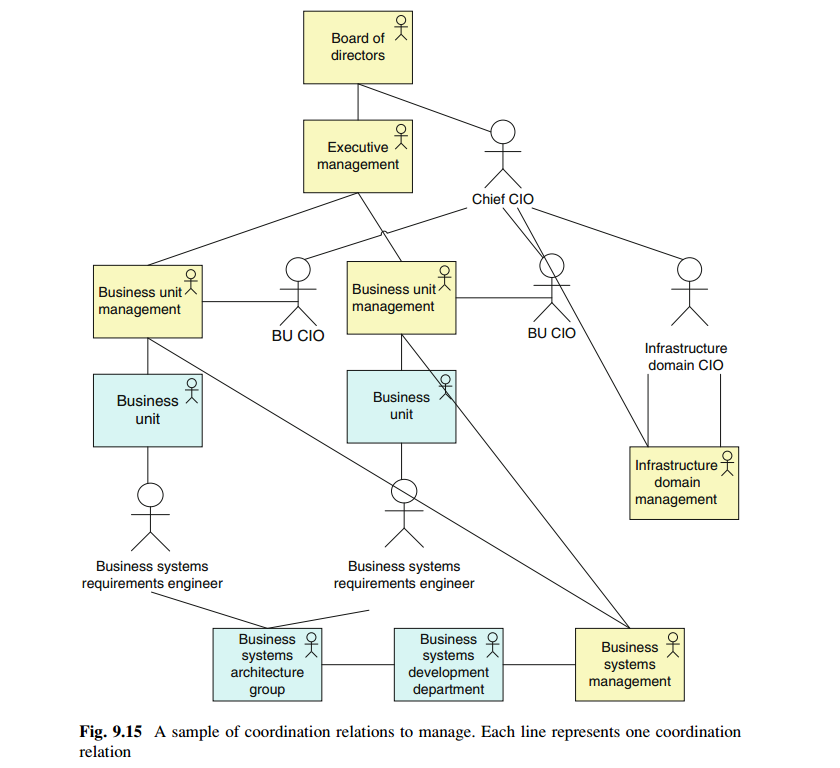 Board of
directors
Executive
management
Chief CIO
Business unit
management
BU CIO
Business unit
management
BU CIO
Infrastructure
domain CIO
Business
unit
Business
unit
Infrastructure
domain
management
Business systems
requirements engineer
Business systems
requirements engineer
Business
systems
architecture
group
Business
systems
development
department
Business
systems
management
Fig. 9.15 A sample of coordination relations to manage. Each line represents one coordination
relation